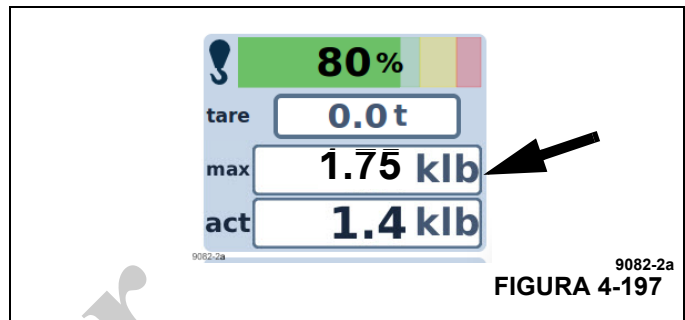 80%
tare 0.0 t
max 1.75 klb
act 1.4 klb
9082-2a
9082-2a
FIGURA 4-197